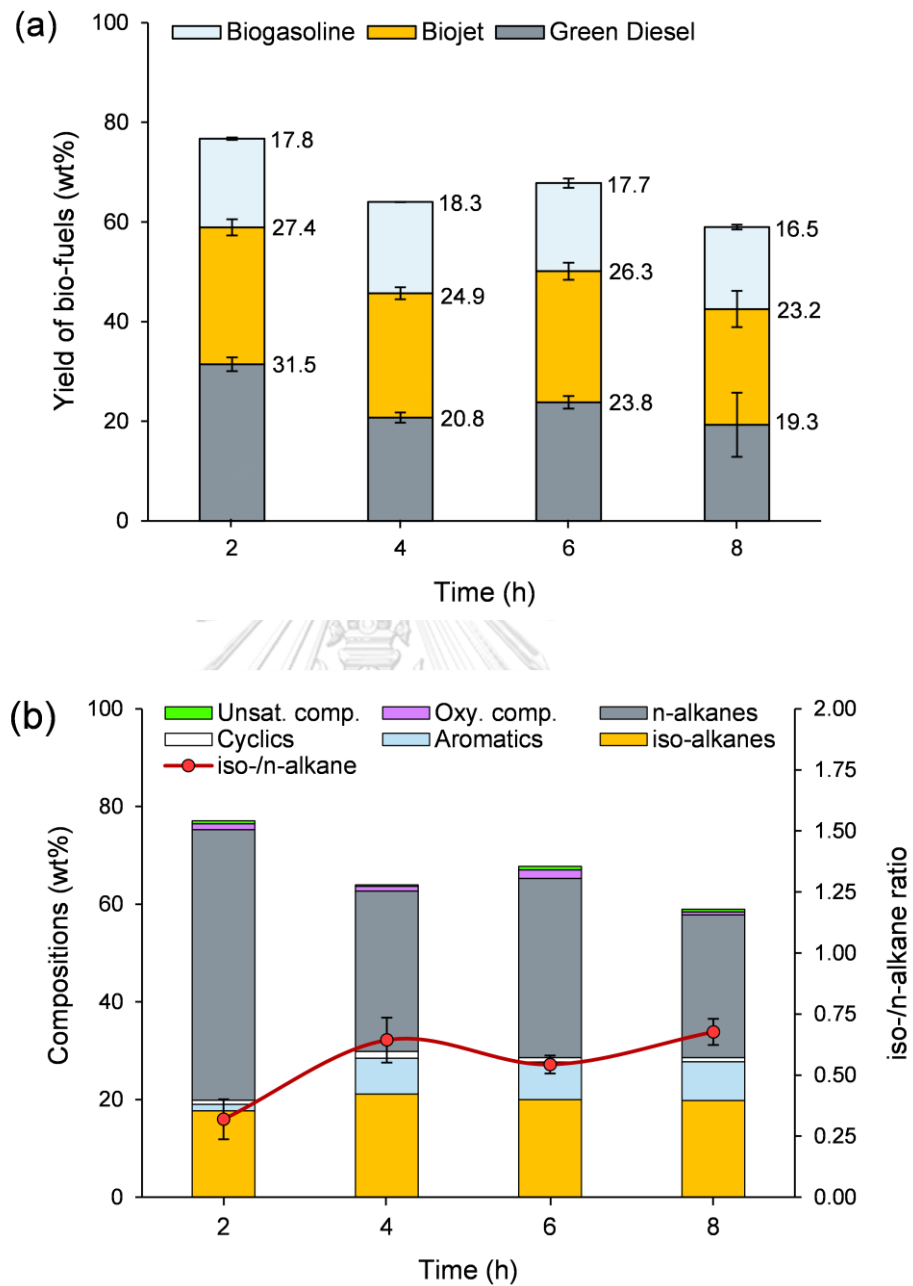 (a)
Biogasoline Biojet Green Diesel
Yield of bio-fuels (wt%)
100
80
60
40
20
0
17.8
27.4
31.5
18.3
24.9
20.8
17.7
26.3
23.8
16.5
23.2
19.3
2 4 6 8
Time (h)
(b)
Unsat. comp. Oxy. comp. n-alkanes
Cyclics Aromatics iso-alkanes
iso-/n-alkane
Compositions (wt%)
100
80
60
40
20
0
2.00
1.75
1.50
1.25
1.00
0.75
0.50
0.25
0.00
iso-/n-alkane ratio
2 4 6 8
Time (h)